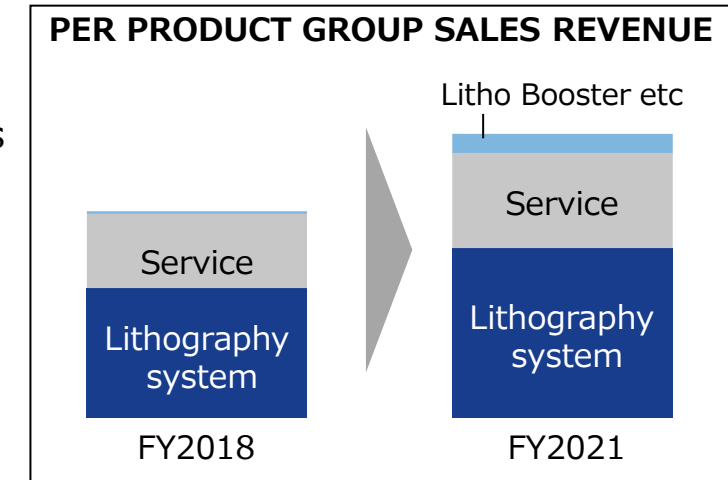 PER PRODUCT GROUP SALES REVENUE
s
Litho Booster etc
Service
Service
Lithography
system
Lithography
system
FY2018
FY2021